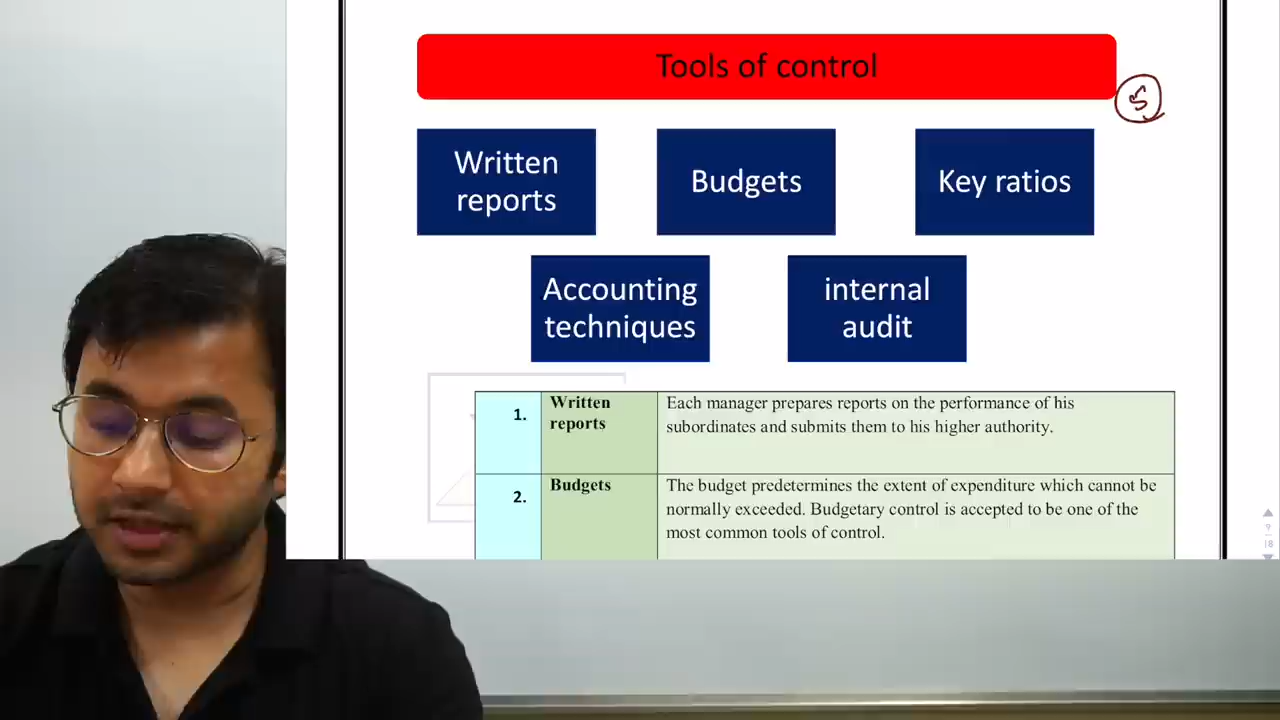 Tools of control
5
Written
reports
Budgets
Key ratios
Accounting
techniques
internal
audit
1.
Written
reports
Each manager prepares reports on the performance of his
subordinates and submits them to his higher authority.
2.
Budgets
The budget predetermines the extent of expenditure which cannot be
normally exceeded. Budgetary control is accepted to be one of the
most common tools of control.
9
18